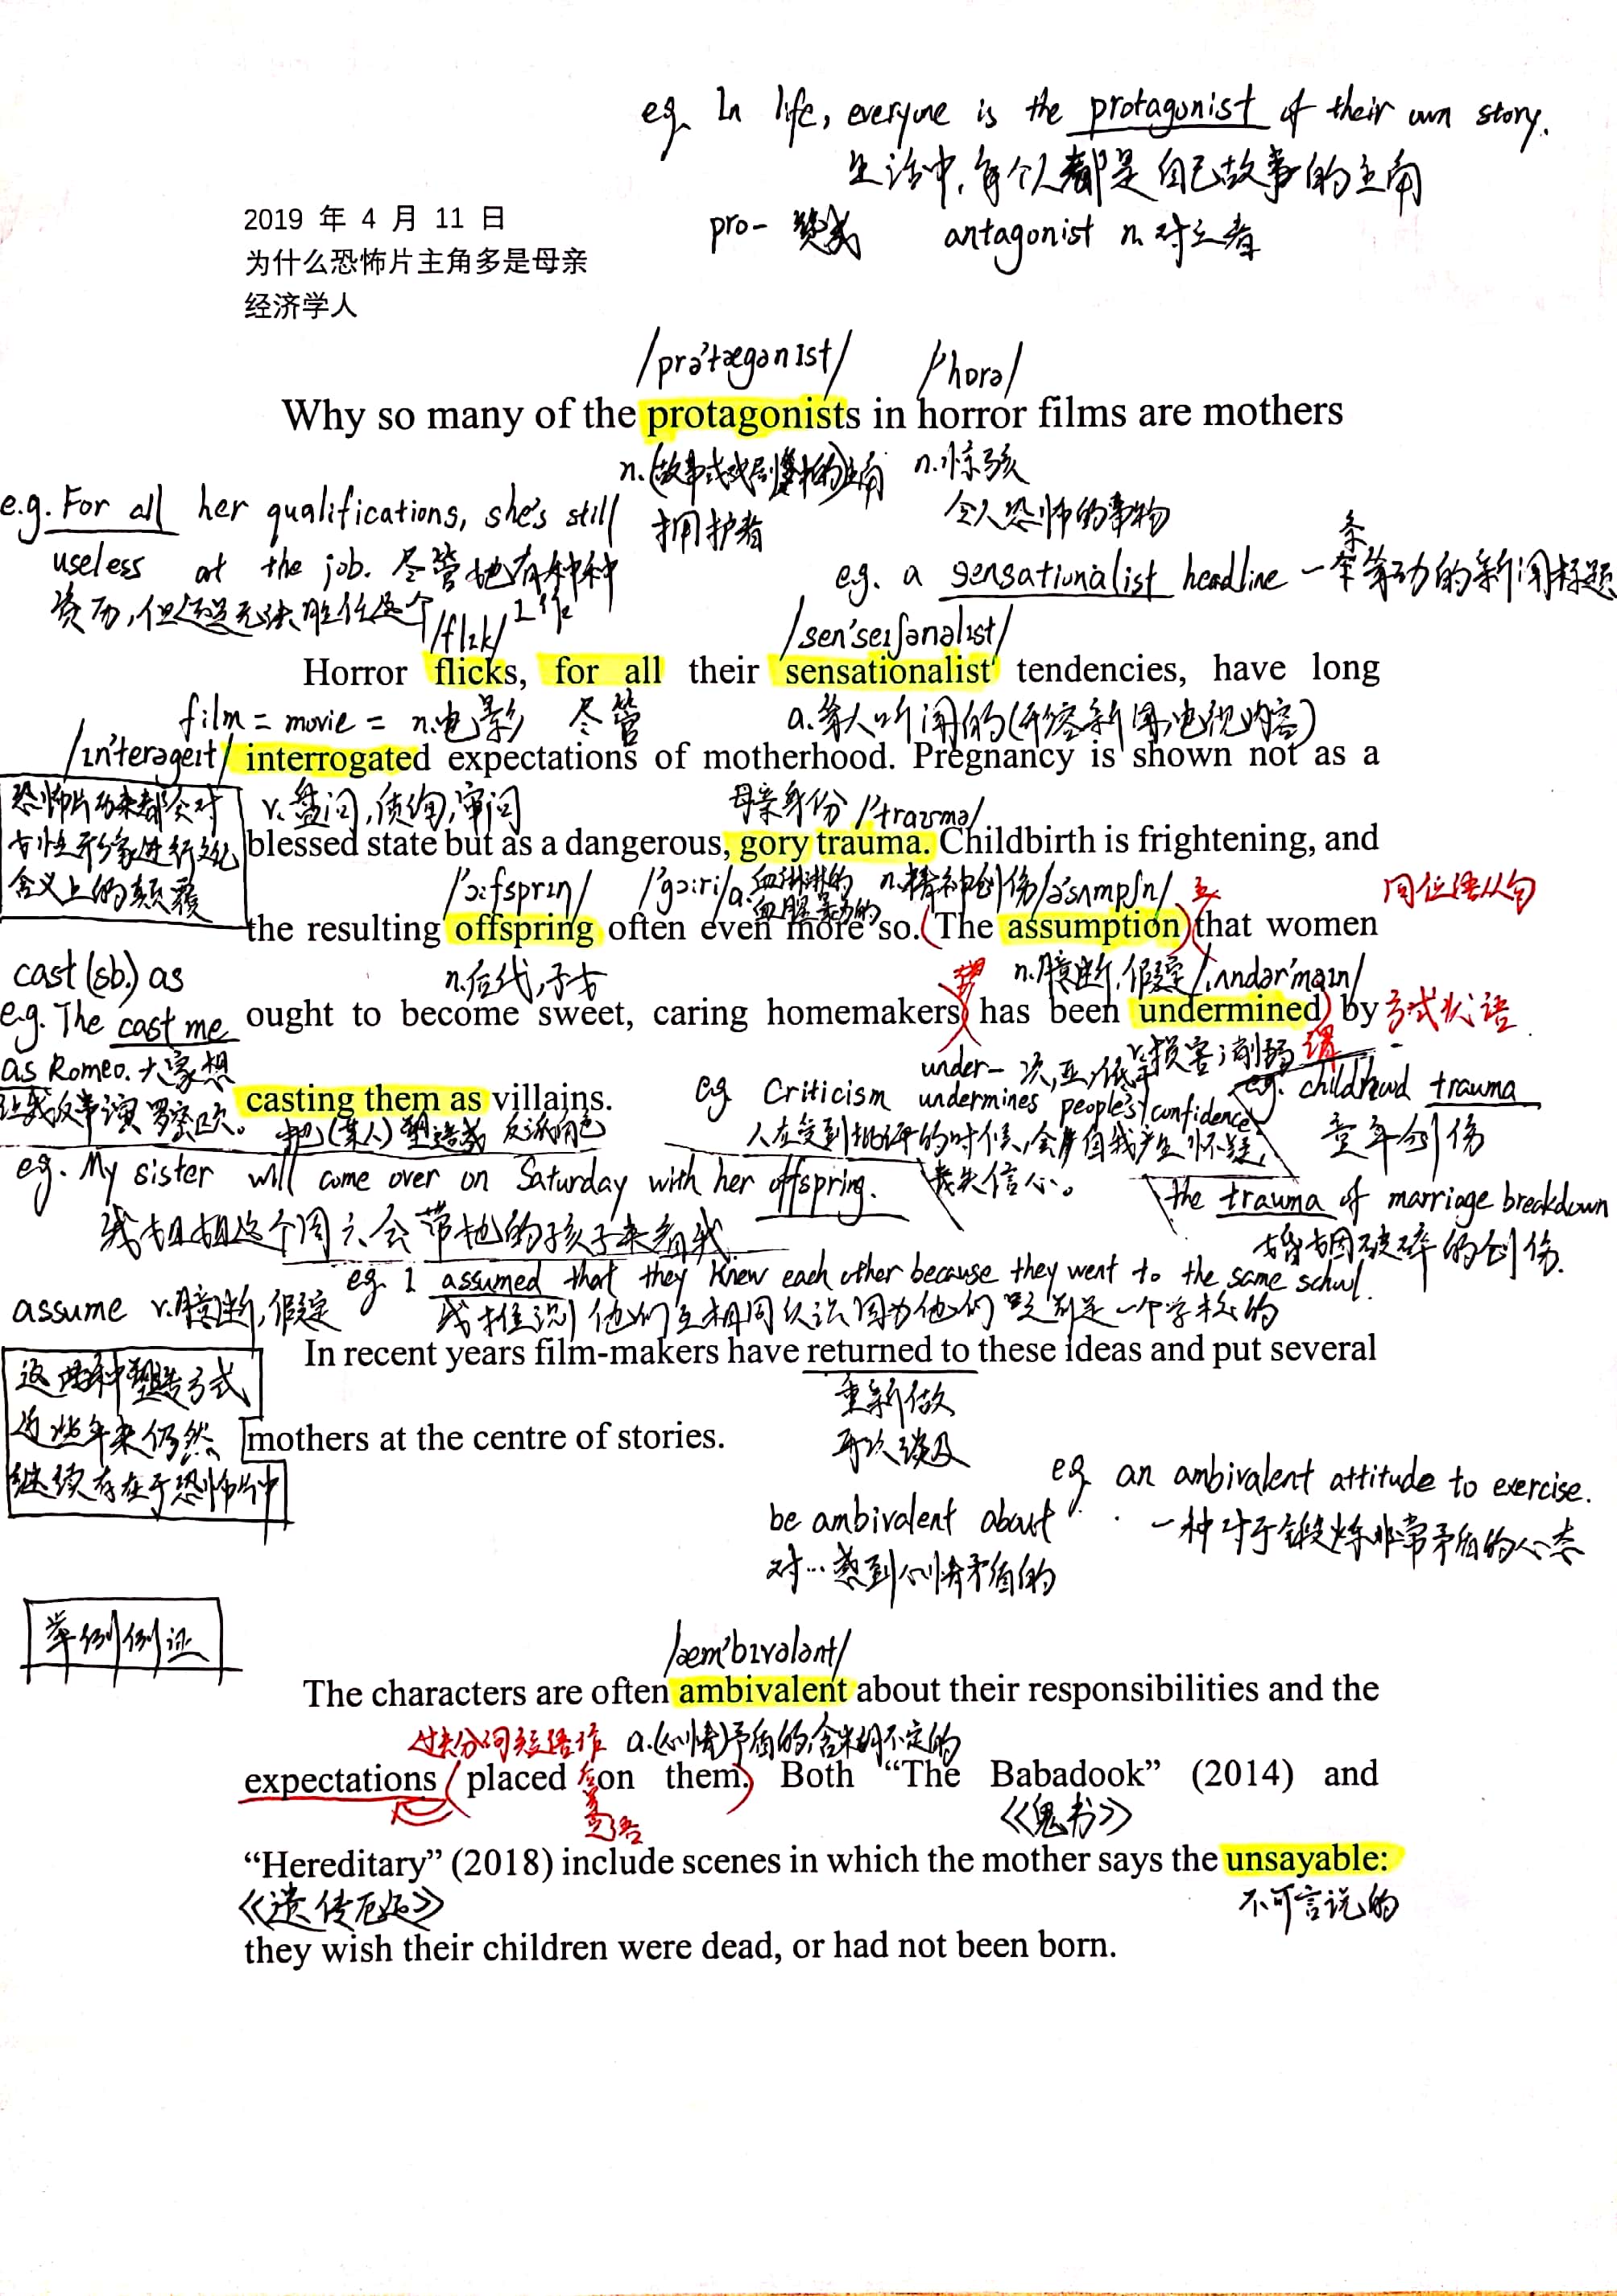 eg. In life, everyone is the protagonist of their own story.
生活中,每个人都是自己故事的主角
pro- 赞成 antagonist n.对立者
2019 年 4 月 11 日
为什么恐怖片主角多是母亲
经济学人
/prəˈtæɡənɪst/ /ˈhɒrə/
Why so many of the protagonists in horror films are mothers
n.(故事或戏剧中的)主角 n.惊骇
拥护者 令人恐怖的事物
e.g. For all her qualifications, she's still
useless at the job. 尽管她有种种
资历,但还是无法胜任这个工作
e.g. a sensationalist headline 一条耸动的新闻标题
/flɪk/ /senˈseɪʃənəlɪst/
Horror flicks, for all their sensationalist tendencies, have long
film = movie = n.电影 尽管 a.耸人听闻的(形容新闻,电视内容)
/ɪnˈterəgeɪt/ interrogated expectations of motherhood. Pregnancy is shown not as a
v.盘问,质询,审问 母亲身份 /ˈtraʊmə/
恐怖片历来都会对
女性形象进行文化
含义上的颠覆
blessed state but as a dangerous, gory trauma. Childbirth is frightening, and
/ˈɔːfsprɪn/ /ˈgɔːri/ a.血淋淋的 n.精神创伤 /əˈsʌmpʃn/ 主 同位语从句
血腥暴力的
the resulting offspring often even more so. (The assumption) (that women
cast (sb.) as n.后代,子女 n.臆断,假定 /ˌʌndərˈmaɪn/
e.g. The cast me ought to become sweet, caring homemakers) has been undermined) by 方式状语
as Romeo. 大家想
让我饰演罗密欧。
under- 次,亚,低 v.损害;削弱 谓
casting them as villains.
把(某人)塑造成 反派角色
eg. Criticism undermines people's confidence
人在受到批评的时候,会自我产生怀疑,
丧失信心。
e.g. childhood trauma
童年创伤
eg. My sister will come over on Saturday with her offspring.
我姐姐这个周六会带她的孩子来看我
the trauma of marriage breakdown
婚姻破碎的创伤.
assume v.臆断,假定 eg. I assumed that they knew each other because they went to the same school.
我推测他们互相认识因为他们是一个学校的
In recent years film-makers have returned to these ideas and put several
重新做
再次谈及
这两种塑造方式
近些年来仍然
继续存在于恐怖片中
mothers at the centre of stories.
eg. an ambivalent attitude to exercise.
一种对于锻炼非常矛盾的心态
be ambivalent about
对…感到心情矛盾的
举例例证
/æmˈbɪvələnt/
The characters are often ambivalent about their responsibilities and the
过去分词短语作后置定语 a.(心情)矛盾的,含糊不定的
expectations (placed on them.) Both “The Babadook” (2014) and
《鬼书》
“Hereditary” (2018) include scenes in which the mother says the unsayable:
《遗传厄运》 不可言说的
they wish their children were dead, or had not been born.